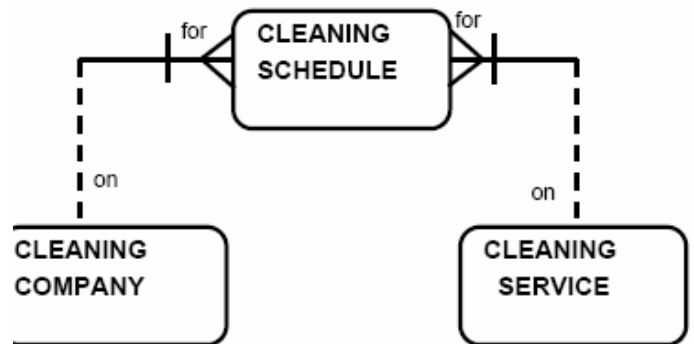 for
CLEANING
SCHEDULE
for
on
on
CLEANING
COMPANY
CLEANING
SERVICE